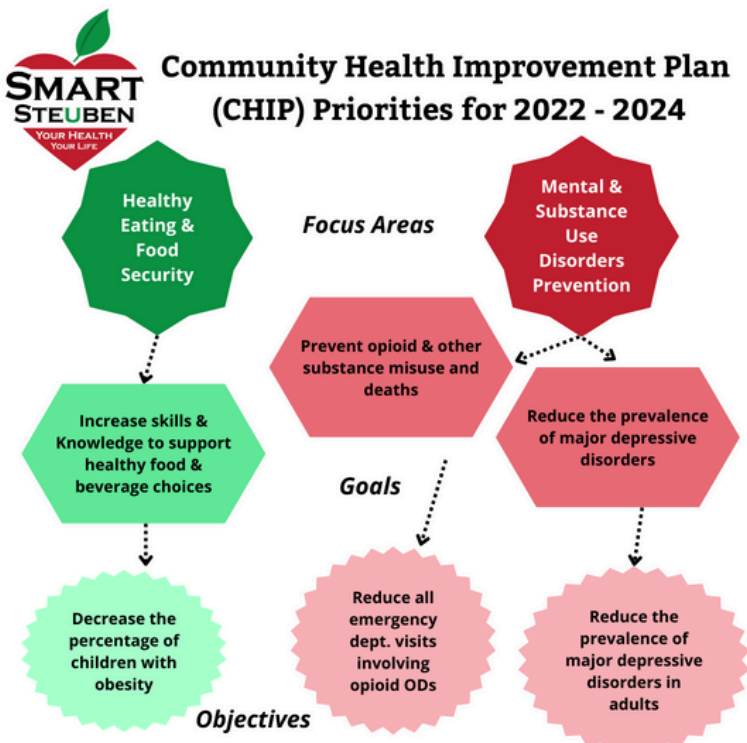 SMART
STEUBEN
YOUR HEALTH
YOUR LIFE
Community Health Improvement Plan
(CHIP) Priorities for 2022 - 2024
Healthy
Eating &
Food
Security
Focus Areas
Mental &
Substance
Use
Disorders
Prevention
Prevent opioid & other
substance misuse and
deaths
Increase skills &
Knowledge to support
healthy food &
beverage choices
Reduce the prevalence
of major depressive
disorders
Goals
Decrease the
percentage of
children with
obesity
Reduce all
emergency
dept. visits
involving
opioid ODs
Reduce the
prevalence of
major depressive
disorders in
adults
Objectives